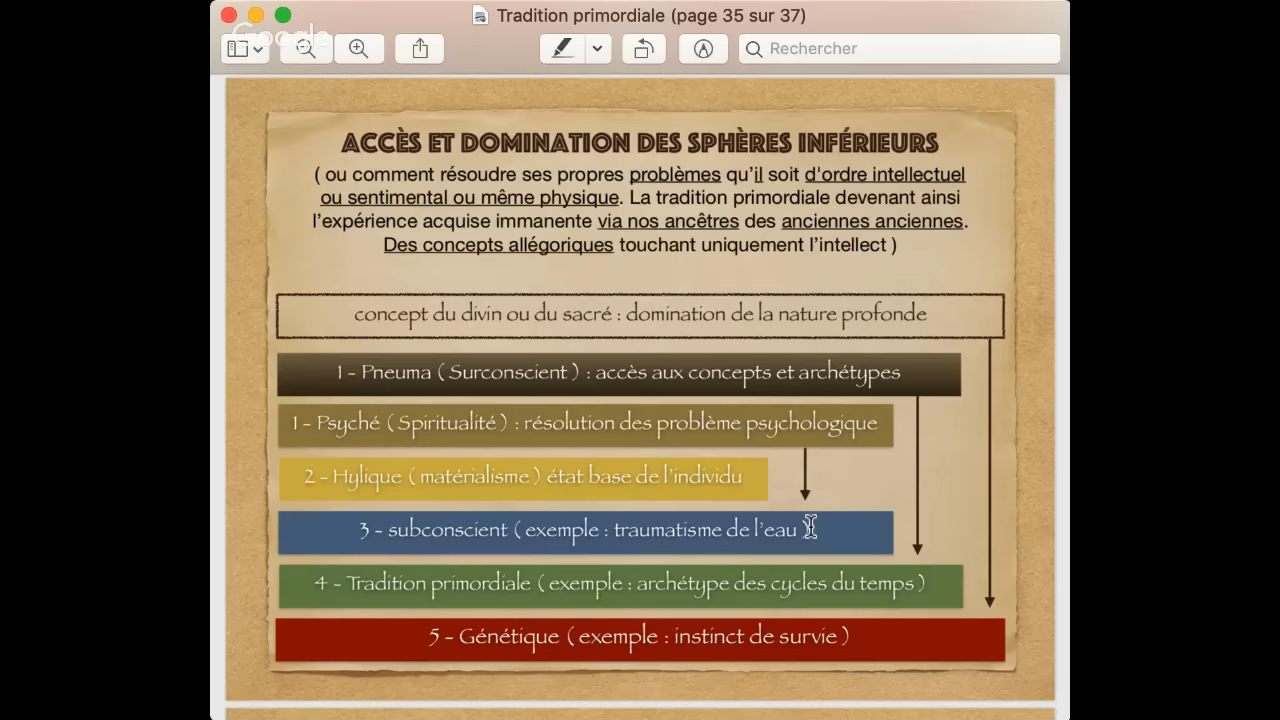 Tradition primordiale (page 35 sur 37)
Google
Rechercher
ACCÈS ET DOMINATION DES SPHÈRES INFÉRIEURS
( ou comment résoudre ses propres problèmes qu'il soit d'ordre intellectuel
ou sentimental ou même physique. La tradition primordiale devenant ainsi
l'expérience acquise immanente via nos ancêtres des anciennes anciennes.
Des concepts allégoriques touchant uniquement l'intellect )
concept du divin ou du sacré : domination de la nature profonde
1 - Pneuma ( Surconscient ) : accès aux concepts et archétypes
1 - Psyché ( Spiritualité ) : résolution des problème psychologique
2 - Hylique ( matérialisme ) état base de l'individu
3 - subconscient ( exemple : traumatisme de l'eau )
4 - Tradition primordiale ( exemple : archétype des cycles du temps )
5 - Génétique ( exemple : instinct de survie )